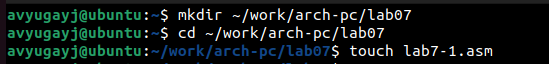 avyugayj@ubuntu:~$ mkdir ~/work/arch-pc/lab07
avyugayj@ubuntu:~$ cd ~/work/arch-pc/lab07
avyugayj@ubuntu:~/work/arch-pc/lab07$ touch lab7-1.asm